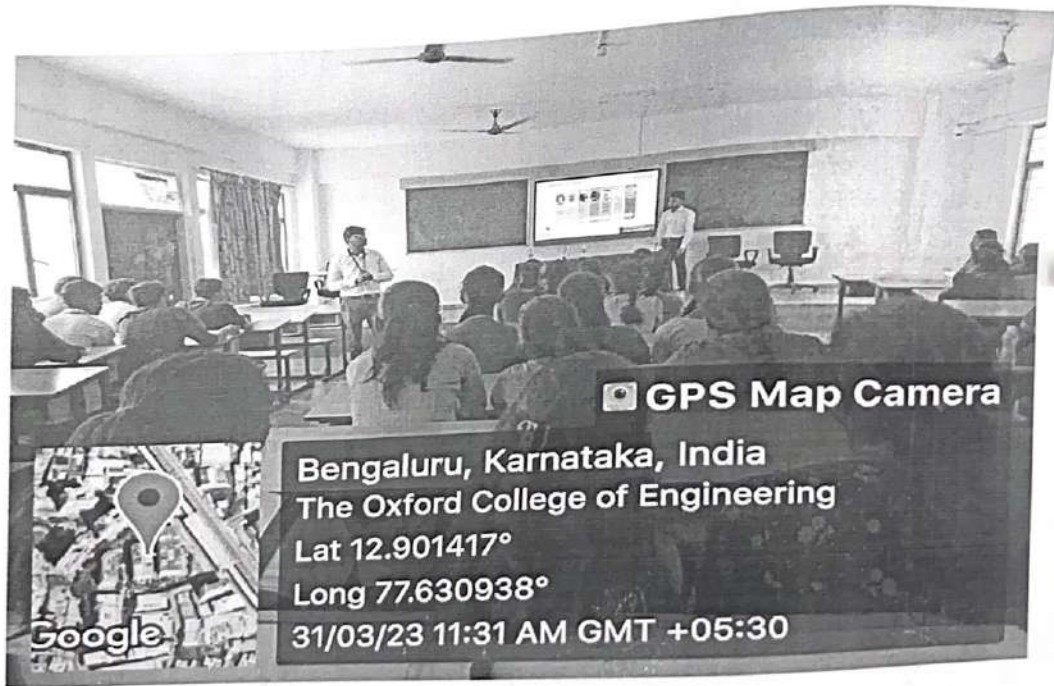 GPS Map Camera
Bengaluru, Karnataka, India
The Oxford College of Engineering
Lat 12.901417°
Long 77.630938°
31/03/23 11:31 AM GMT +05:30
Google